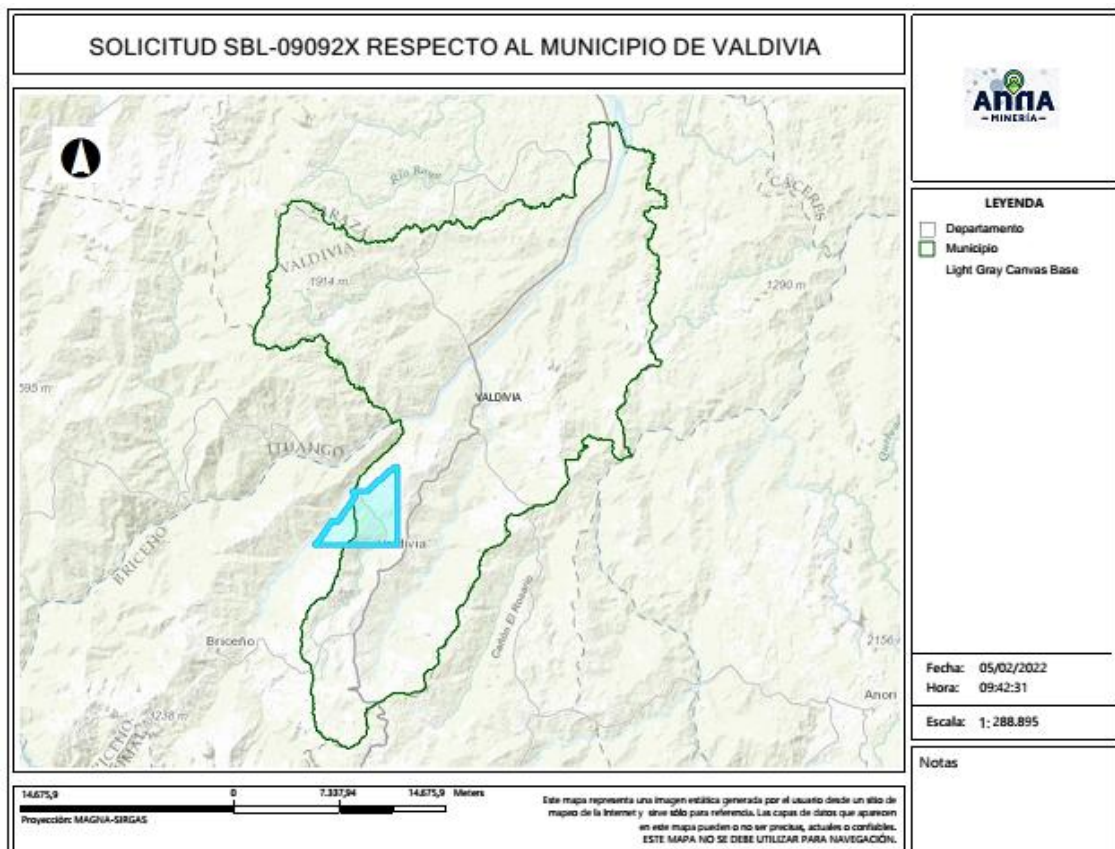 SOLICITUD SBL-09092X RESPECTO AL MUNICIPIO DE VALDIVIA
ANNA
-MINERÍA-
LEYENDA
Departamento
Municipio
Light Gray Canvas Base
CÁCERES
ARAZÁ
VALDIVIA
1914 m
1290 m
595 m
VALDIVIA
ITUANGO
BRICEÑO
Valdivia
Cañón El Rosario
Briceño
2156
Anorí
1238 m
Fecha: 05/02/2022
Hora: 09:42:31
Escala: 1: 288.895
Notas
14.675,9 0 7.337,94 14.675,9 Meters
Proyección: MAGNA-SIRGAS
Este mapa representa una imagen estática generada por el usuario desde un sitio de
mapeo de la Internet y sirve sólo para referencia. Las capas de datos que aparecen
en este mapa pueden o no ser precisas, actuales o confiables.
ESTE MAPA NO SE DEBE UTILIZAR PARA NAVEGACIÓN.